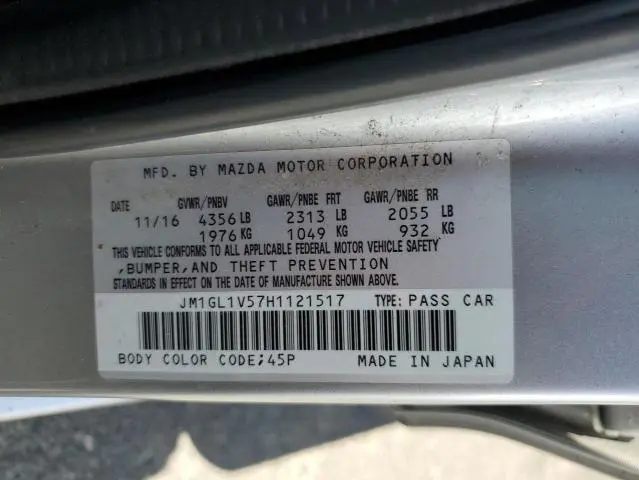 MFD. BY MAZDA MOTOR CORPORATION
DATE GVWR/PNBV GAWR/PNBE FRT GAWR/PNBE RR
11/16 4356 LB 2313 LB 2055 LB
1976 KG 1049 KG 932 KG
THIS VEHICLE CONFORMS TO ALL APPLICABLE FEDERAL MOTOR VEHICLE SAFETY
,BUMPER,AND THEFT PREVENTION
STANDARDS IN EFFECT ON THE DATE OF MANUFACTURE SHOWN ABOVE.
JM1GL1V57H1121517 TYPE: PASS CAR
BODY COLOR CODE;45P MADE IN JAPAN